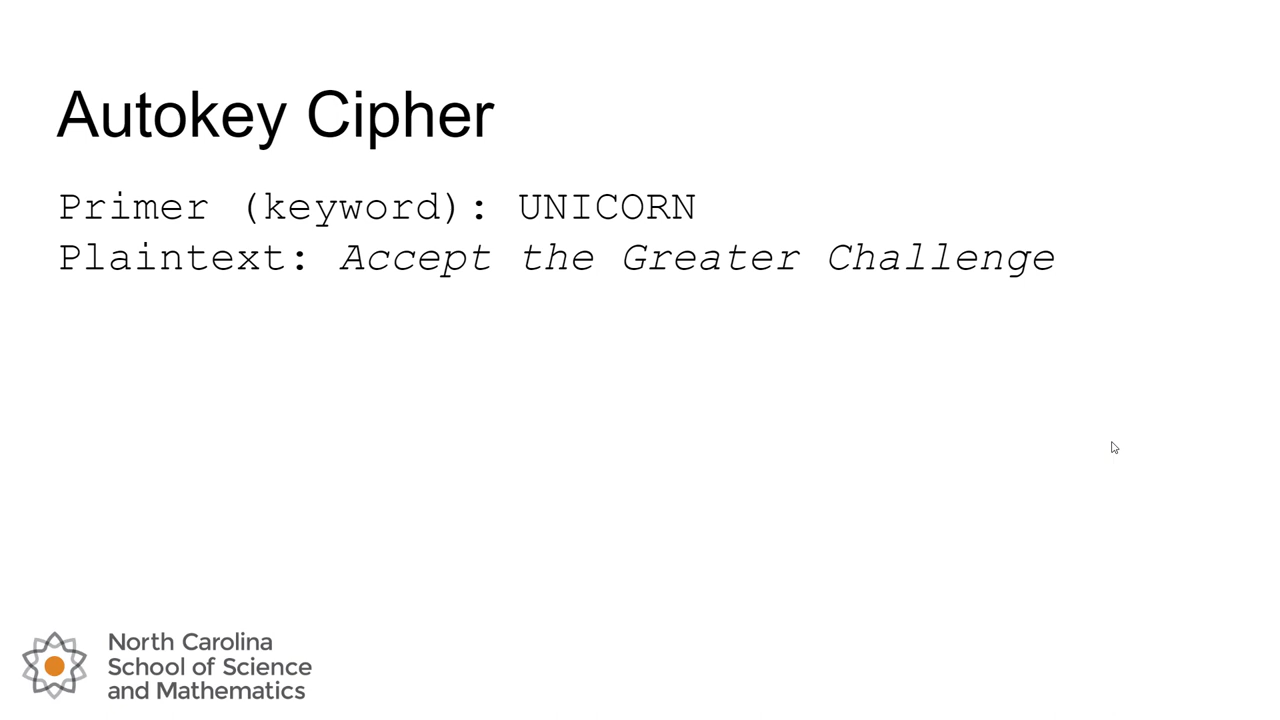 Autokey Cipher
Primer (keyword): UNICORN
Plaintext: Accept the Greater Challenge
North Carolina
School of Science
and Mathematics